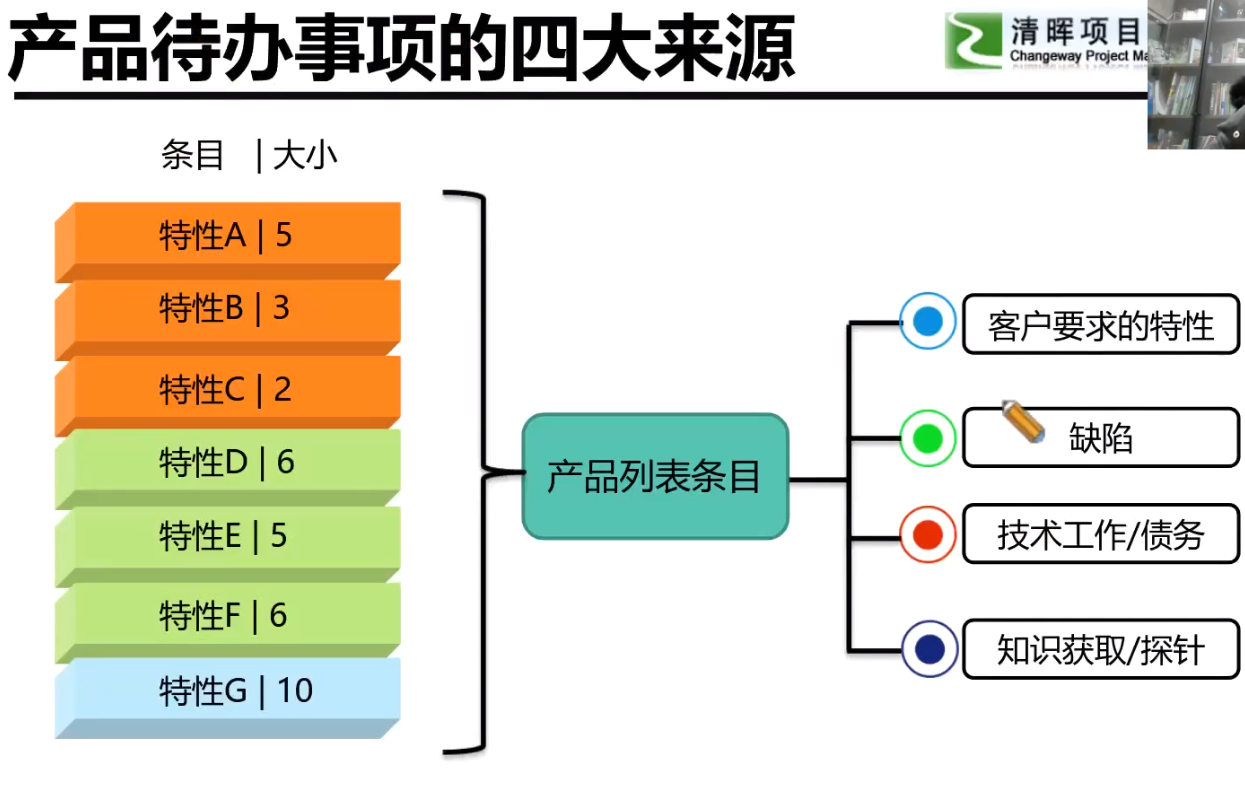 产品待办事项的四大来源
清晖项目
Changeway Project Ma
条目 | 大小
特性A | 5
特性B | 3
特性C | 2
特性D | 6
特性E | 5
特性F | 6
特性G | 10
产品列表条目
客户要求的特性
缺陷
技术工作/债务
知识获取/探针